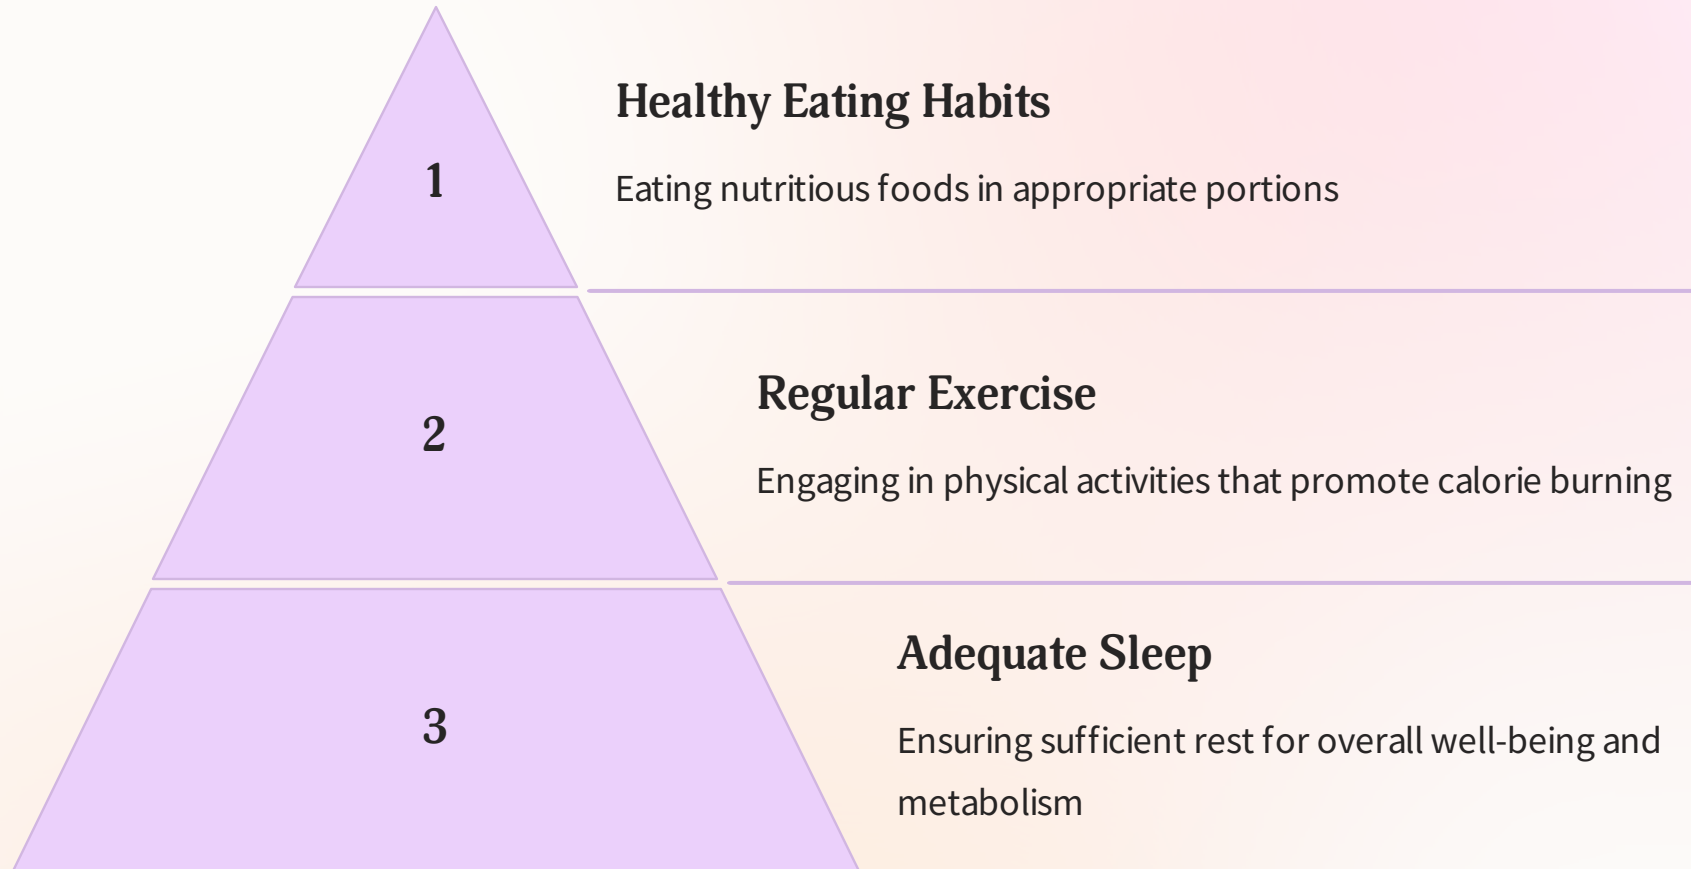 1
Healthy Eating Habits
Eating nutritious foods in appropriate portions
2
Regular Exercise
Engaging in physical activities that promote calorie burning
3
Adequate Sleep
Ensuring sufficient rest for overall well-being and
metabolism